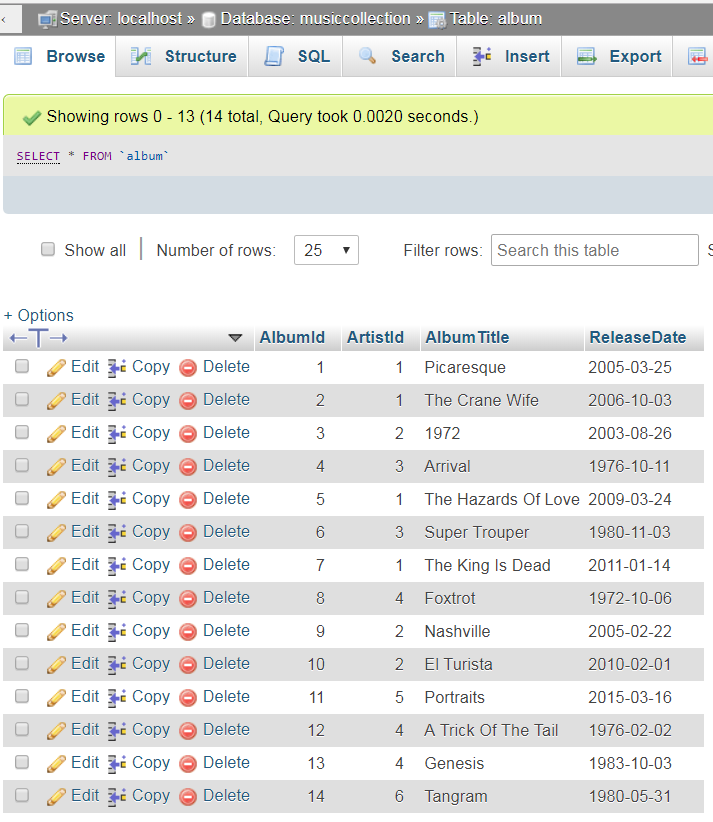 Server: localhost » Database: musiccollection » Table: album
Browse Structure SQL Search Insert Export
Showing rows 0 - 13 (14 total, Query took 0.0020 seconds.)
SELECT * FROM `album`
Show all Number of rows: 25 Filter rows: Search this table
+ Options
←T→ AlbumId ArtistId AlbumTitle ReleaseDate
Edit Copy Delete 1 1 Picaresque 2005-03-25
Edit Copy Delete 2 1 The Crane Wife 2006-10-03
Edit Copy Delete 3 2 1972 2003-08-26
Edit Copy Delete 4 3 Arrival 1976-10-11
Edit Copy Delete 5 1 The Hazards Of Love 2009-03-24
Edit Copy Delete 6 3 Super Trouper 1980-11-03
Edit Copy Delete 7 1 The King Is Dead 2011-01-14
Edit Copy Delete 8 4 Foxtrot 1972-10-06
Edit Copy Delete 9 2 Nashville 2005-02-22
Edit Copy Delete 10 2 El Turista 2010-02-01
Edit Copy Delete 11 5 Portraits 2015-03-16
Edit Copy Delete 12 4 A Trick Of The Tail 1976-02-02
Edit Copy Delete 13 4 Genesis 1983-10-03
Edit Copy Delete 14 6 Tangram 1980-05-31